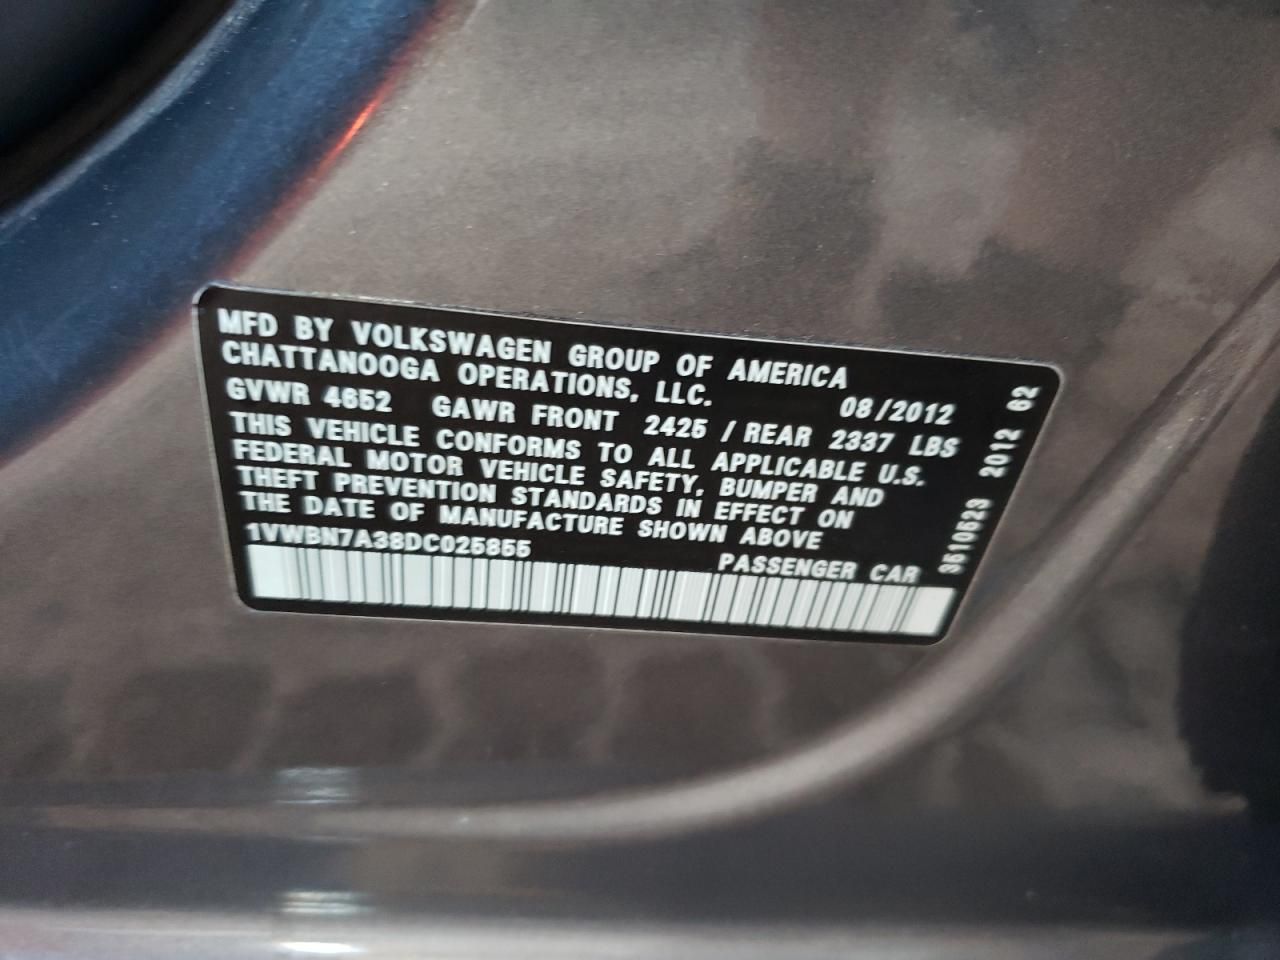 MFD BY VOLKSWAGEN GROUP OF AMERICA
CHATTANOOGA OPERATIONS, LLC. 08/2012
GVWR 4652 GAWR FRONT 2425 / REAR 2337 LBS
THIS VEHICLE CONFORMS TO ALL APPLICABLE U.S.
FEDERAL MOTOR VEHICLE SAFETY, BUMPER AND
THEFT PREVENTION STANDARDS IN EFFECT ON
THE DATE OF MANUFACTURE SHOWN ABOVE
1VWBN7A38DC025855 PASSENGER CAR
3510523 2012 62